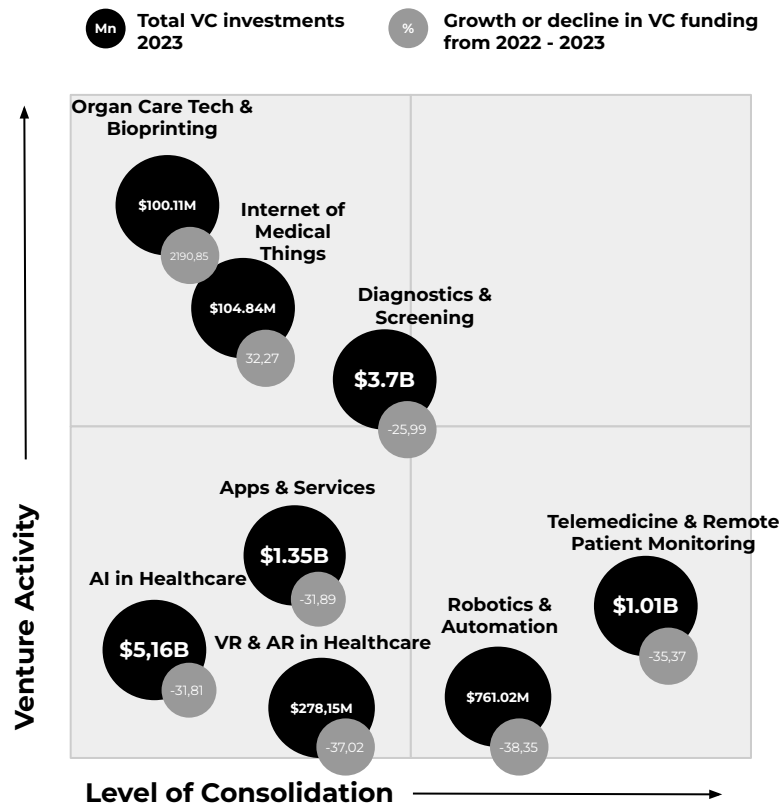 Mn
Total VC investments
2023
%
Growth or decline in VC funding
from 2022 - 2023
Organ Care Tech &
Bioprinting
$100.11M
2190,85
Internet of
Medical
Things
$104.84M
32,27
Diagnostics &
Screening
$3.7B
-25,99
Apps & Services
$1.35B
-31,89
Telemedicine & Remote
Patient Monitoring
$1.01B
-35,37
AI in Healthcare
$5,16B
-31,81
Robotics &
Automation
$761.02M
-38,35
VR & AR in Healthcare
$278,15M
-37,02
Venture Activity
Level of Consolidation